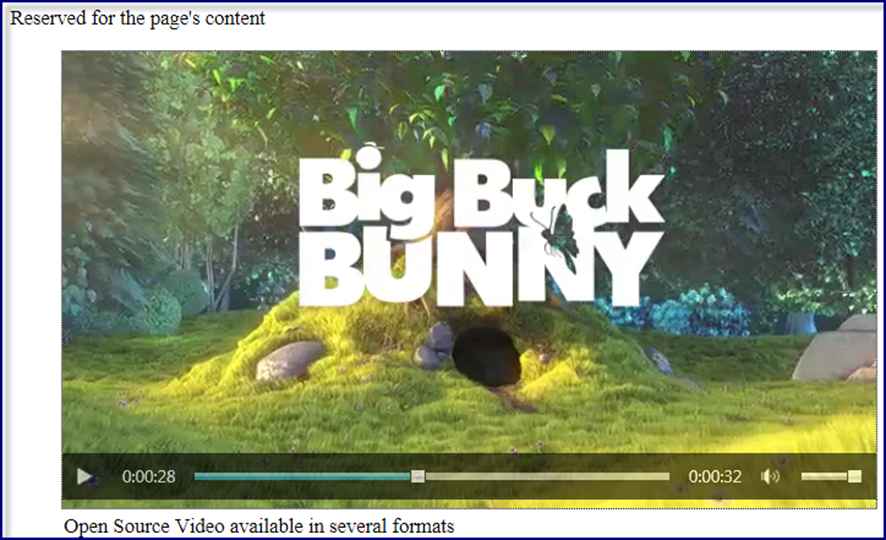 Reserved for the page's content
Big Buck
BUNNY
0:00:28
0:00:32
Open Source Video available in several formats